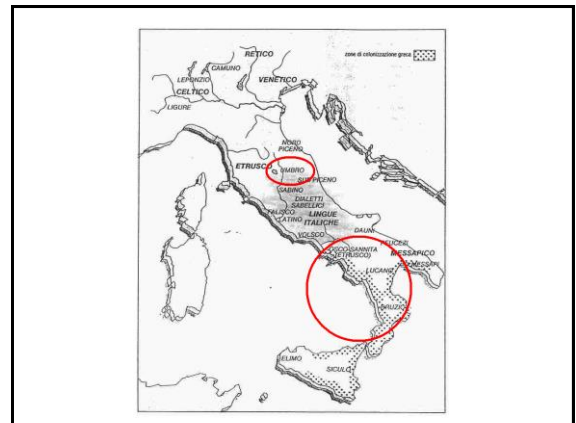 zone di colonizzazione greca
RETICO
CAMUNO
LEPONZIO
VENETICO
CELTICO
LIGURE
NORD
PICENO
ETRUSCO
UMBRO
SUD PICENO
SABINO
DIALETTI
SABELLICI
FALISCO
LATINO
LINGUE
ITALICHE
VOLSCO
DAUNI
PEUCEZI
OSCO-SANNITA
(ETRUSCO)
MESSAPICO
MESSAPI
LUCANO
BRUZIO
ELIMO
SICULO